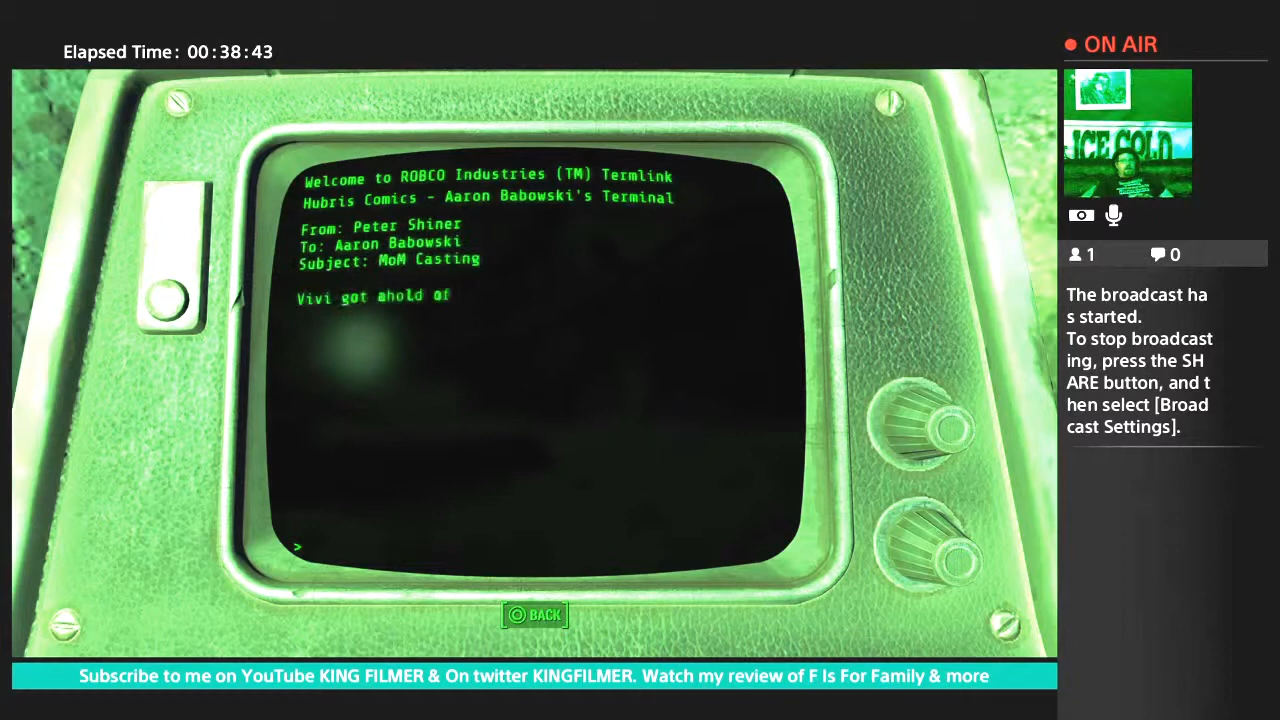 Elapsed Time: 00:38:43
ON AIR
ICE COLD
Welcome to ROBCO Industries (TM) Termlink
Hubris Comics - Aaron Babowski's Terminal
From: Peter Shiner
To: Aaron Babowski
Subject: MoM Casting
Vivi got ahold of
>
BACK
1
0
The broadcast ha
s started.
To stop broadcast
ing, press the SH
ARE button, and t
hen select [Broad
cast Settings].
Subscribe to me on YouTube KING FILMER & On twitter KINGFILMER. Watch my review of F Is For Family & more